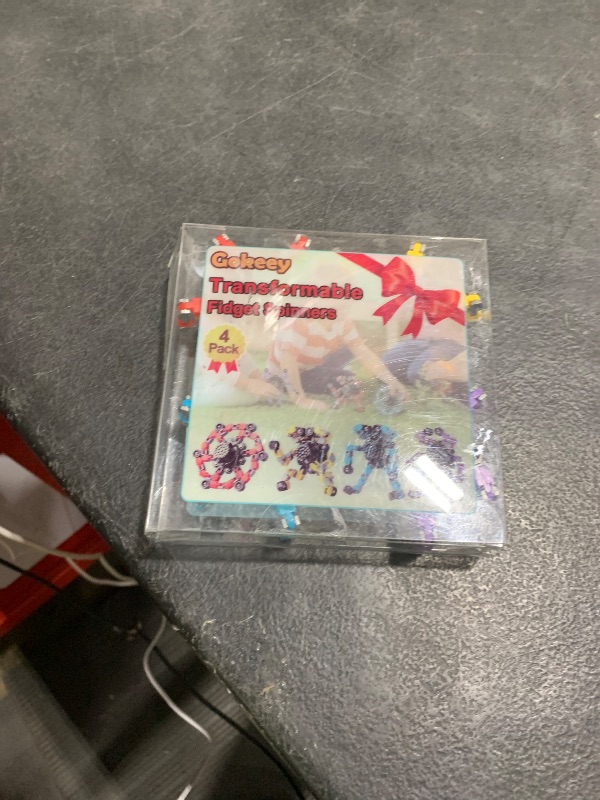 Gokeey
Transformable
Fidget Spinners
4
Pack